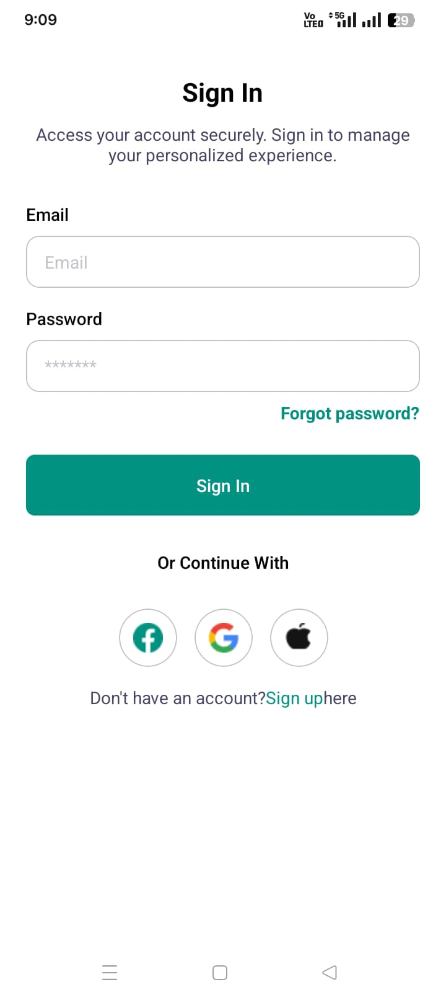 9:09
Vo
LTE
5G
29
Sign In
Access your account securely. Sign in to manage
your personalized experience.
Email
Email
Password
*******
Forgot password?
Sign In
Or Continue With
Don't have an account?Sign uphere